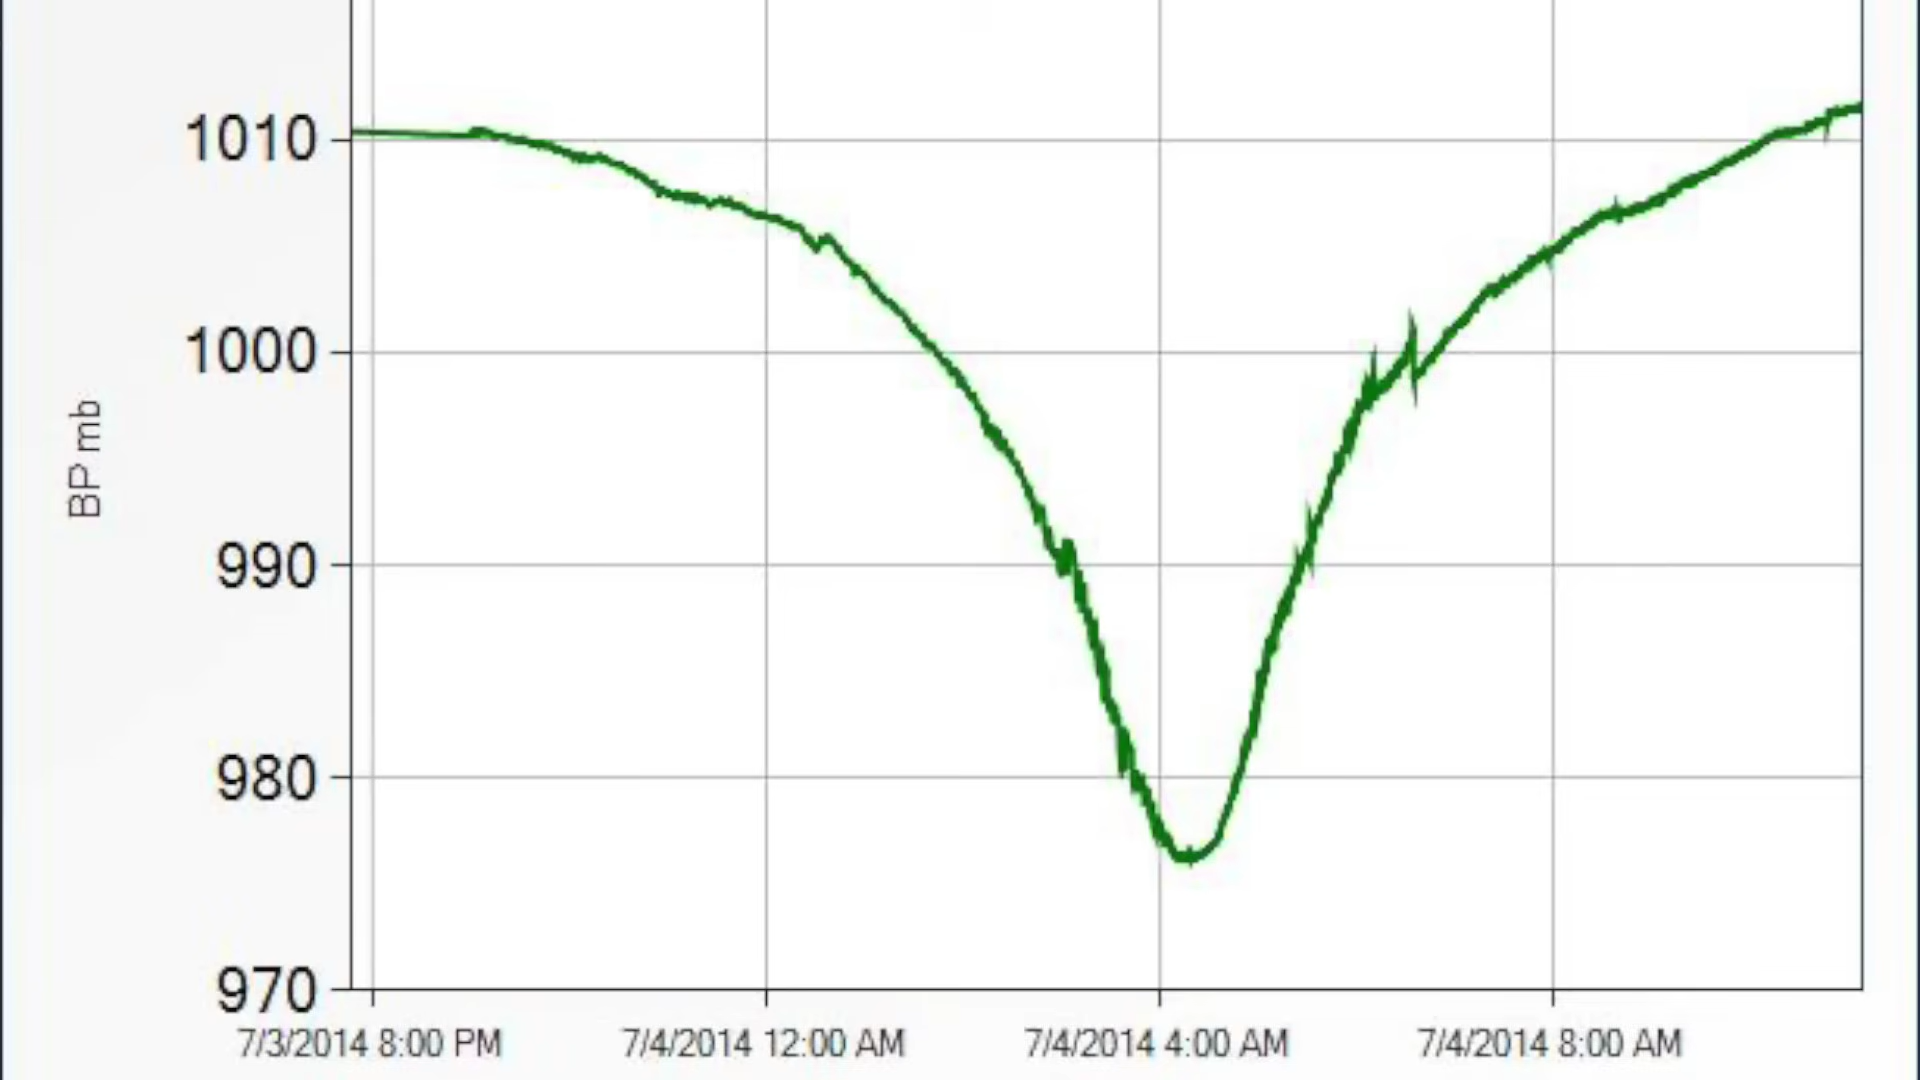 1010
1000
990
980
970
BP mb
7/3/2014 8:00 PM
7/4/2014 12:00 AM
7/4/2014 4:00 AM
7/4/2014 8:00 AM